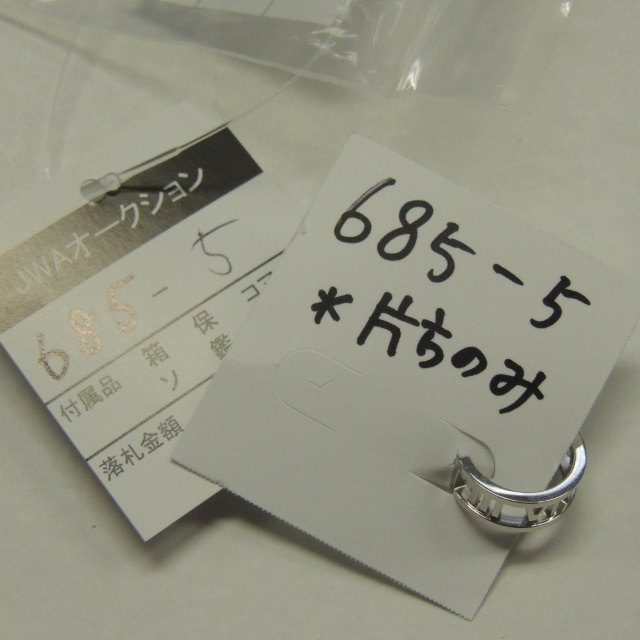 JWAオークション
685-5
付属品 箱 保 コ
ソ 鑑
落札金額
685-5
*片ちのみ